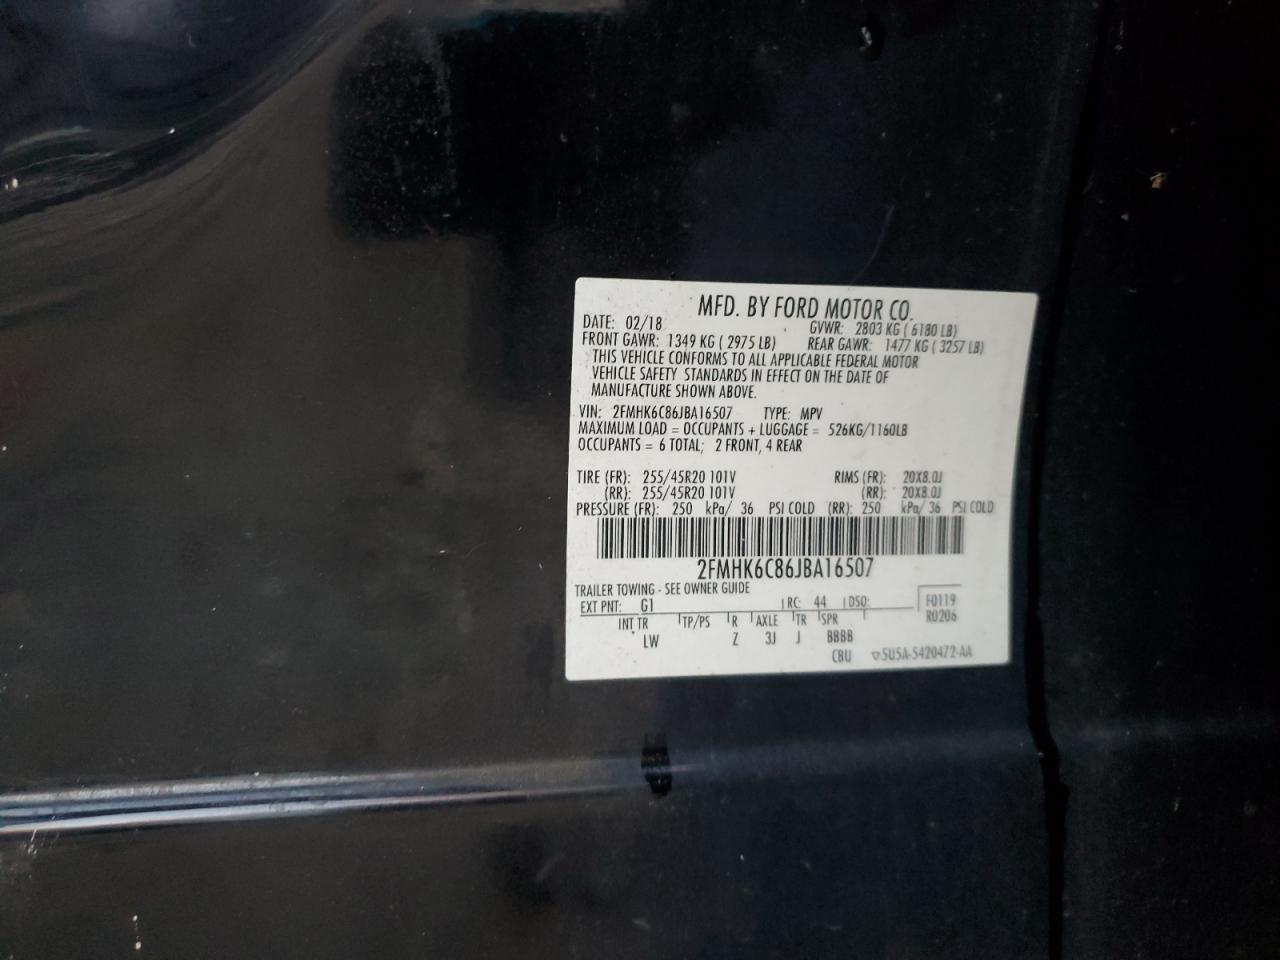 MFD. BY FORD MOTOR CO.
DATE: 02/18 GVWR: 2803 KG ( 6180 LB)
FRONT GAWR: 1349 KG ( 2975 LB) REAR GAWR: 1477 KG ( 3257 LB)
THIS VEHICLE CONFORMS TO ALL APPLICABLE FEDERAL MOTOR
VEHICLE SAFETY STANDARDS IN EFFECT ON THE DATE OF
MANUFACTURE SHOWN ABOVE.
VIN: 2FMHK6C86JBA16507 TYPE: MPV
MAXIMUM LOAD = OCCUPANTS + LUGGAGE = 526KG/1160LB
OCCUPANTS = 6 TOTAL; 2 FRONT, 4 REAR
TIRE (FR): 255/45R20 101V RIMS (FR): 20X8.0J
(RR): 255/45R20 101V (RR): 20X8.0J
PRESSURE (FR): 250 kPa/ 36 PSI COLD (RR): 250 kPa/ 36 PSI COLD
2FMHK6C86JBA16507
TRAILER TOWING - SEE OWNER GUIDE
EXT PNT: G1 RC: 44 DSO: F0119
INT TR TP/PS R AXLE TR SPR R0206
LW Z 3J J BBBB
CBU 5U5A-5420472-AA